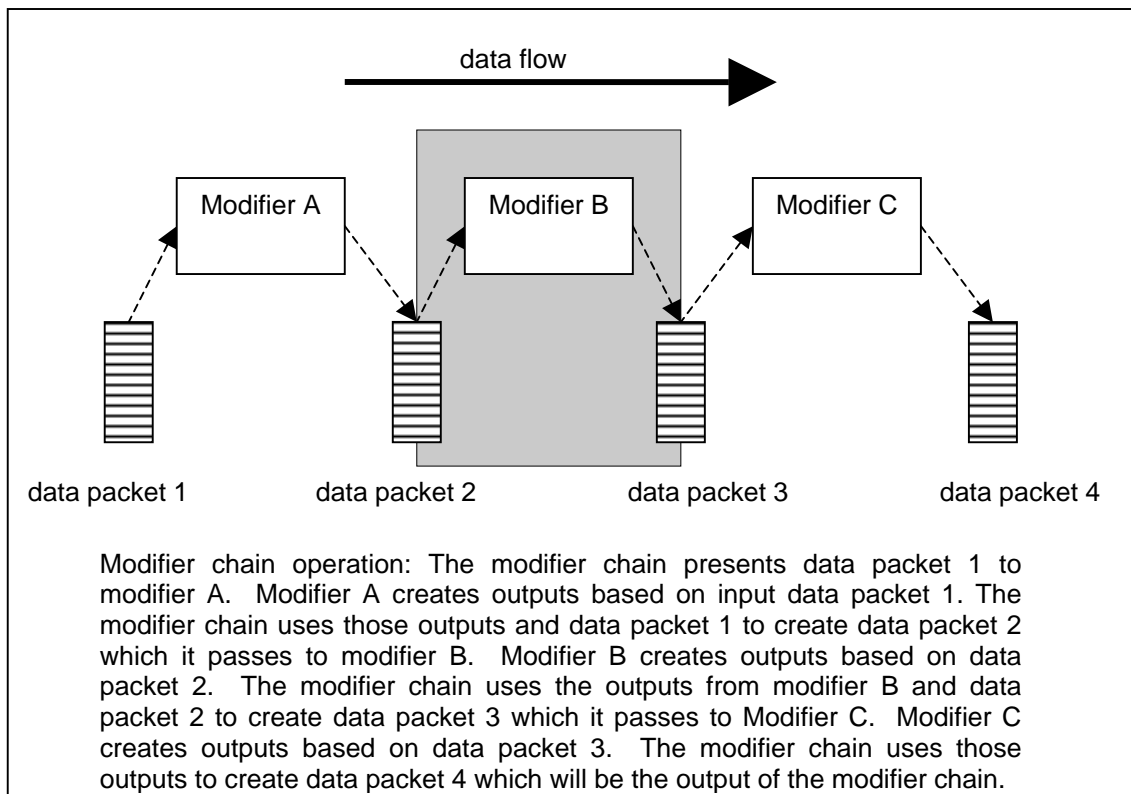 data flow
Modifier A
Modifier B
Modifier C
data packet 1
data packet 2
data packet 3
data packet 4
Modifier chain operation: The modifier chain presents data packet 1 to
modifier A. Modifier A creates outputs based on input data packet 1. The
modifier chain uses those outputs and data packet 1 to create data packet 2
which it passes to modifier B. Modifier B creates outputs based on data
packet 2. The modifier chain uses the outputs from modifier B and data
packet 2 to create data packet 3 which it passes to Modifier C. Modifier C
creates outputs based on data packet 3. The modifier chain uses those
outputs to create data packet 4 which will be the output of the modifier chain.